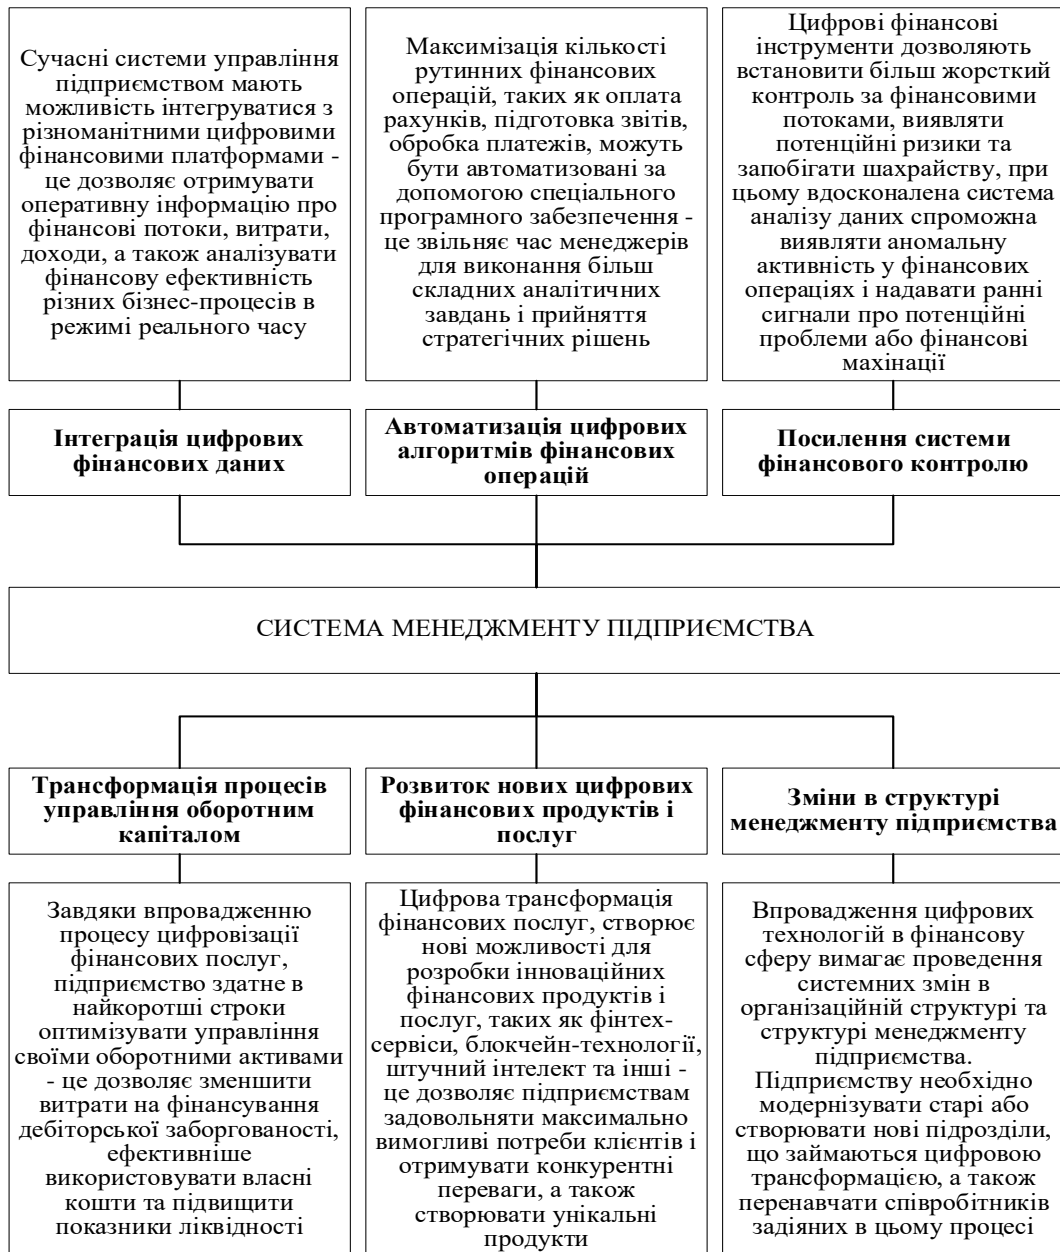 Сучасні системи управління
підприємством мають
можливість інтегруватися з
різноманітними цифровими
фінансовими платформами -
це дозволяє отримувати
оперативну інформацію про
фінансові потоки, витрати,
доходи, а також аналізувати
фінансову ефективність
різних бізнес-процесів в
режимі реального часу
Максимізація кількості
рутинних фінансових
операцій, таких як оплата
рахунків, підготовка звітів,
обробка платежів, можуть
бути автоматизовані за
допомогою спеціального
програмного забезпечення -
це звільняє час менеджерів
для виконання більш
складних аналітичних
завдань і прийняття
стратегічних рішень
Цифрові фінансові
інструменти дозволяють
встановити більш жорсткий
контроль за фінансовими
потоками, виявляти
потенційні ризики та
запобігати шахрайству, при
цьому вдосконалена система
аналізу даних спроможна
виявляти аномальну
активність у фінансових
операціях і надавати ранні
сигнали про потенційні
проблеми або фінансові
махінації
Інтеграція цифрових
фінансових даних
Автоматизація цифрових
алгоритмів фінансових
операцій
Посилення системи
фінансового контролю
СИСТЕМА МЕНЕДЖМЕНТУ ПІДПРИЄМСТВА
Трансформація процесів
управління оборотним
капіталом
Розвиток нових цифрових
фінансових продуктів і
послуг
Зміни в структурі
менеджменту підприємства
Завдяки впровадженню
процесу цифровізації
фінансових послуг,
підприємство здатне в
найкоротші строки
оптимізувати управління
своїми оборотними активами
- це дозволяє зменшити
витрати на фінансування
дебіторської заборгованості,
ефективніше
використовувати власні
кошти та підвищити
показники ліквідності
Цифрова трансформація
фінансових послуг, створює
нові можливості для
розробки інноваційних
фінансових продуктів і
послуг, таких як фінтех-
сервіси, блокчейн-технології,
штучний інтелект та інші -
це дозволяє підприємствам
задовольняти максимально
вимогливі потреби клієнтів і
отримувати конкурентні
переваги, а також
створювати унікальні
продукти
Впровадження цифрових
технологій в фінансову
сферу вимагає проведення
системних змін в
організаційній структурі та
структурі менеджменту
підприємства.
Підприємству необхідно
модернізувати старі або
створювати нові підрозділи,
що займаються цифровою
трансформацією, а також
перенавчати співробітників
задіяних в цьому процесі